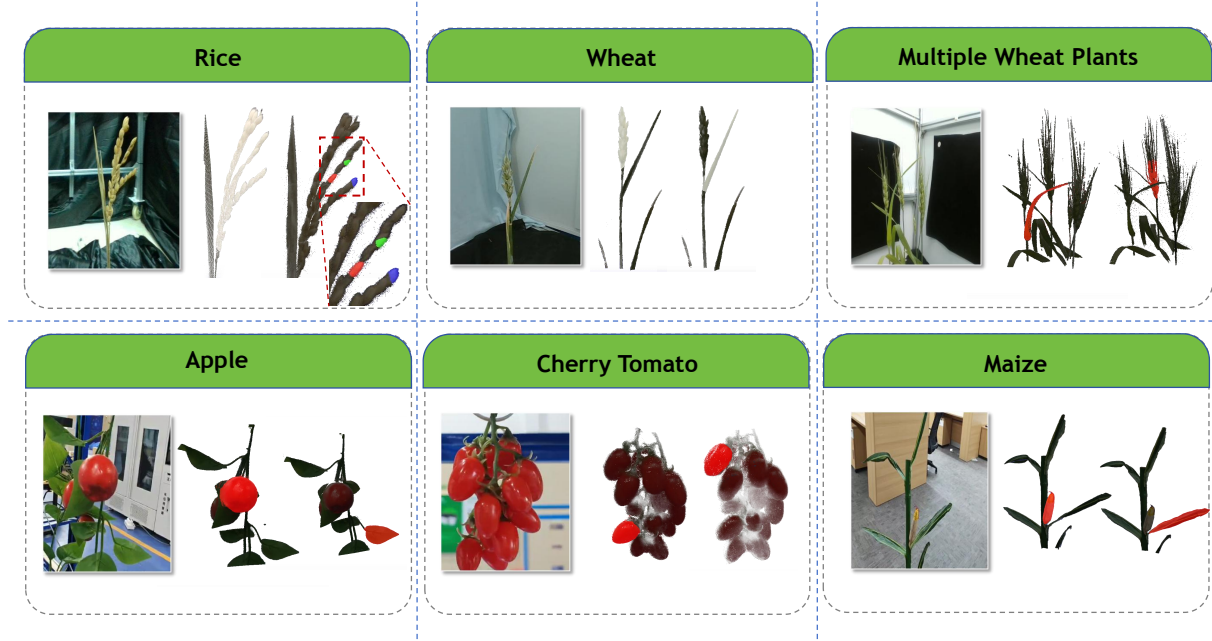 Rice
Wheat
Multiple Wheat Plants
Apple
Cherry Tomato
Maize